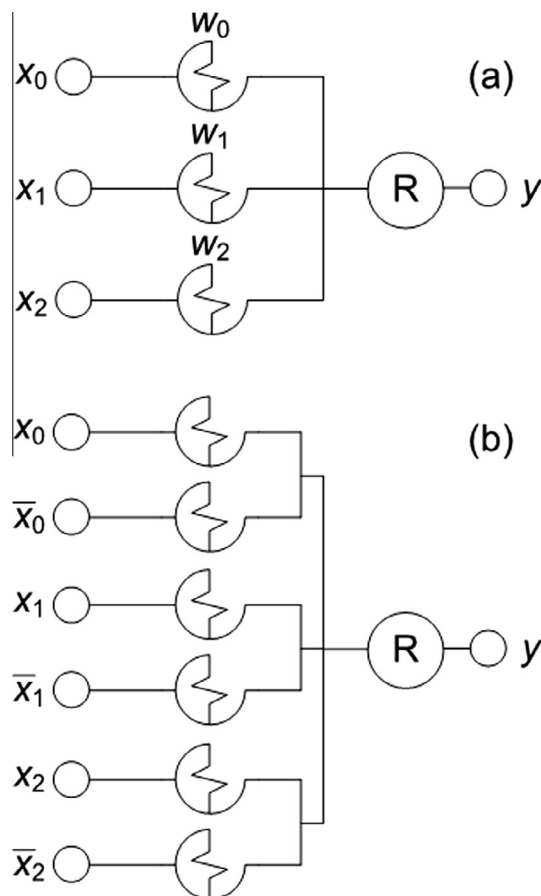 w₀
x₀ (a)
w₁
x₁ R y
w₂
x₂
x₀ (b)
x̅₀
x₁
R y
x̅₁
x₂
x̅₂